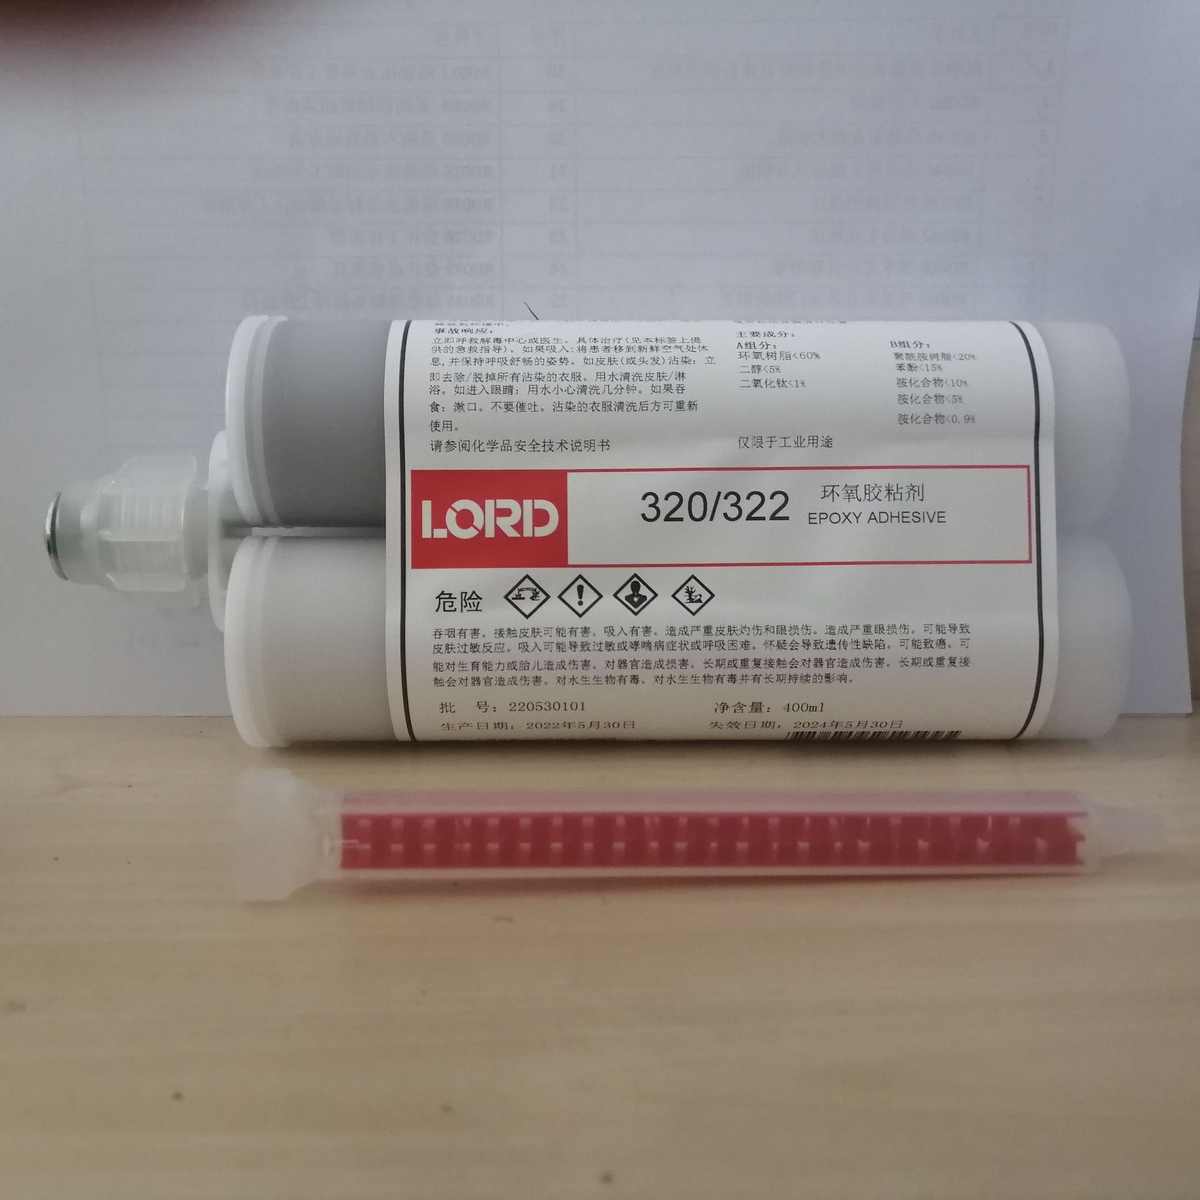 事故响应：
立即呼救解毒中心或医生。具体治疗(见本标签上提
供的急救指导)。如果吸入:将患者移到新鲜空气处休
息,并保持呼吸舒畅的姿势。如皮肤(或头发)沾染：立
即去除/脱掉所有沾染的衣服。用水清洗皮肤/淋
浴。如进入眼睛：用水小心清洗几分钟。如果吞
食：漱口。不要催吐。沾染的衣服清洗后方可重新
使用。
请参阅化学品安全技术说明书
主要成分：
A组分：
环氧树脂<60%
二醇<5%
二氧化钛<1%
B组分：
聚酰胺树脂<20%
苯酚<15%
胺化合物<10%
胺化合物<5%
胺化合物<0.9%
仅限于工业用途
LORD
320/322
环氧胶粘剂
EPOXY ADHESIVE
危险
吞咽有害。接触皮肤可能有害。吸入有害。造成严重皮肤灼伤和眼损伤。造成严重眼损伤。可能导致
皮肤过敏反应。吸入可能导致过敏或哮喘病症状或呼吸困难。怀疑会导致遗传性缺陷。可能致癌。可
能对生育能力或胎儿造成伤害。对器官造成损害。长期或重复接触会对器官造成伤害。长期或重复接
触会对器官造成伤害。对水生生物有毒。对水生生物有毒并有长期持续的影响。
批 号：220530101
净含量：400ml
生产日期：2022年5月30日
失效日期：2024年5月30日